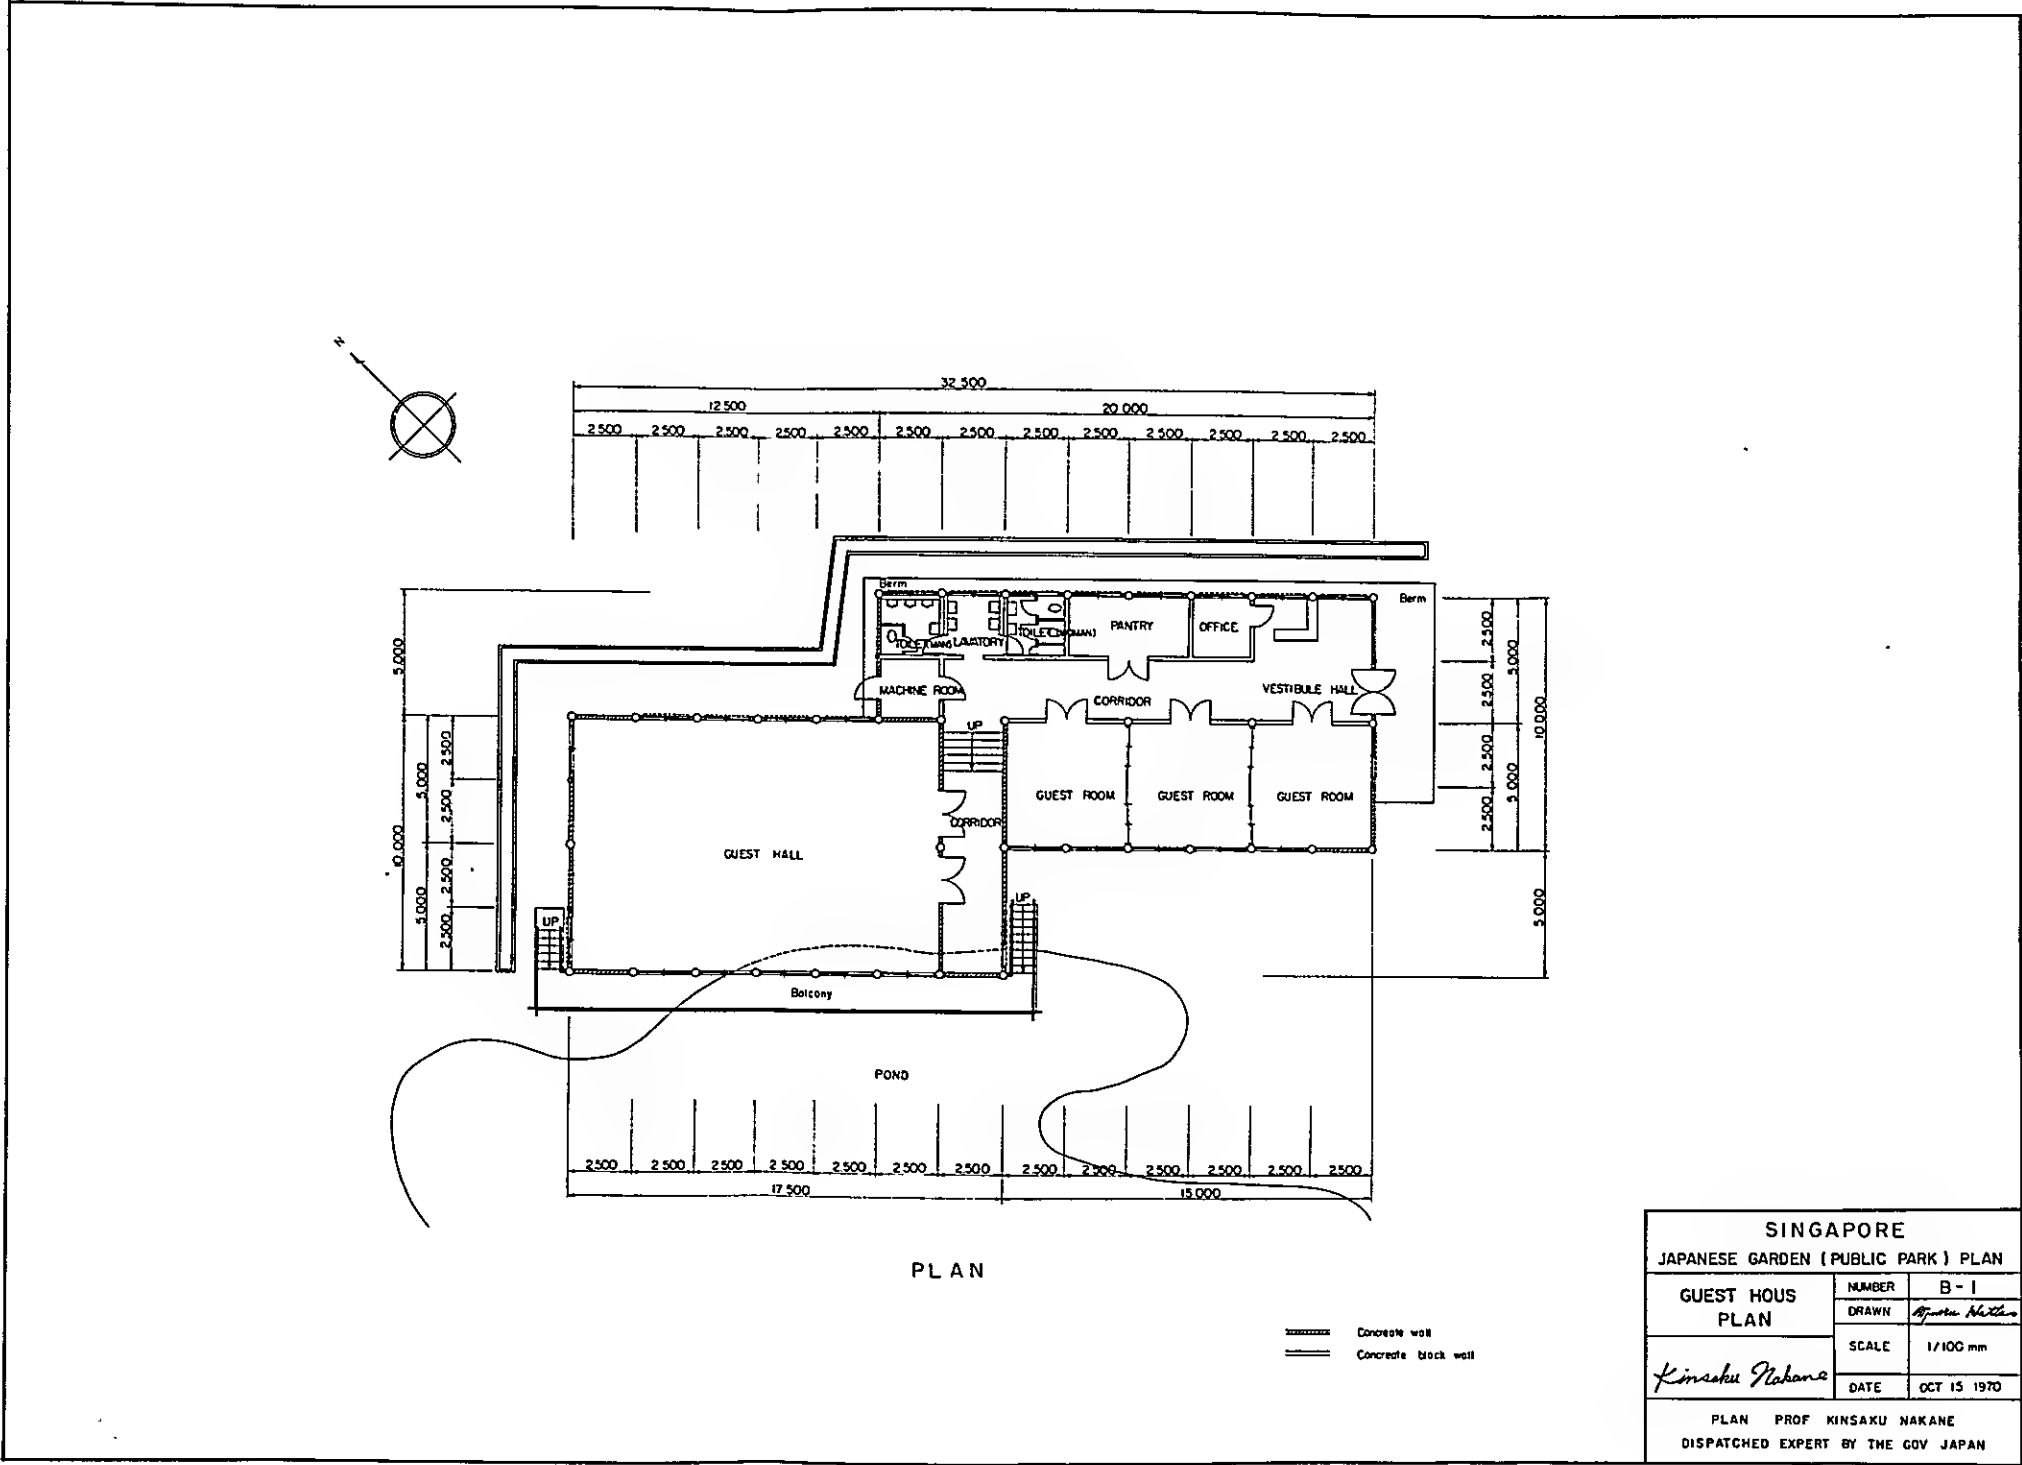 N
32 500
12 500
20 000
2 500 2 500 2 500 2 500 2 500 2 500 2 500 2 500 2 500 2 500 2 500 2 500 2 500
Berm
Berm
TOILET(MAN)
LAVATORY
TOILET(WOMAN)
PANTRY
OFFICE
MACHINE ROOM
CORRIDOR
VESTIBULE HALL
UP
GUEST ROOM
GUEST ROOM
GUEST ROOM
CORRIDOR
GUEST HALL
UP
UP
Balcony
POND
5,000
10,000
5,000
5,000
2,500
2,500
2,500
2,500
2,500
2,500
2,500
2,500
5,000
5 000
10 000
5 000
2 500 2 500 2 500 2 500 2 500 2 500 2 500 2 500 2 500 2 500 2 500 2 500 2 500
17 500
15 000
PLAN
Concreate wall
Concreate block wall
SINGAPORE
JAPANESE GARDEN (PUBLIC PARK) PLAN
GUEST HOUS
PLAN
NUMBER B-1
DRAWN
SCALE 1/100 mm
Kinsaku Nakane
DATE OCT 15 1970
PLAN PROF KINSAKU NAKANE
DISPATCHED EXPERT BY THE GOV JAPAN